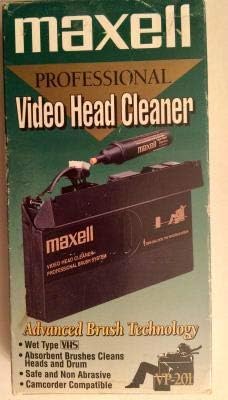 maxell
PROFESSIONAL
Video Head Cleaner
maxell
VIDEO HEAD CLEANER
PROFESSIONAL BRUSH SYSTEM
Advanced Brush Technology
• Wet Type VHS
• Absorbent Brushes Cleans
Heads and Drum
• Safe and Non Abrasive
• Camcorder Compatible
VP-201